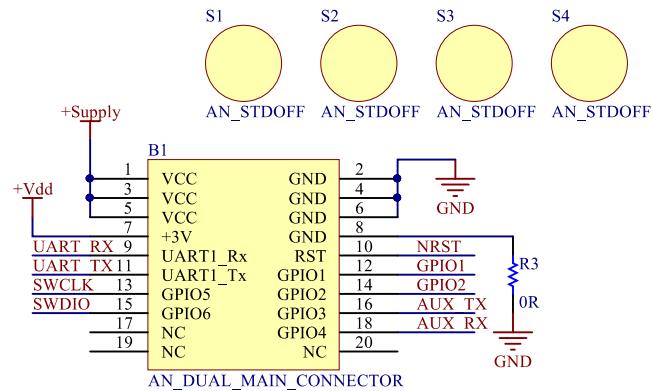 S1 S2 S3 S4
AN_STDOFF AN_STDOFF AN_STDOFF AN_STDOFF
+Supply
B1
1 VCC GND 2
3 VCC GND 4
5 VCC GND 6
GND
+Vdd
7 +3V GND 8
UART_RX 9 UART1_Rx RST 10 NRST
UART_TX 11 UART1_Tx GPIO1 12 GPIO1
SWCLK 13 GPIO5 GPIO2 14 GPIO2
SWDIO 15 GPIO6 GPIO3 16 AUX_TX
17 NC GPIO4 18 AUX_RX
19 NC NC 20
R3
0R
GND
AN_DUAL_MAIN_CONNECTOR